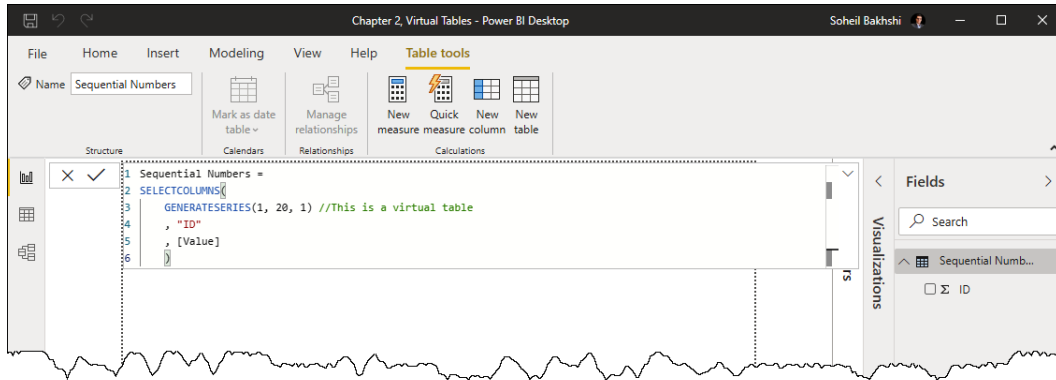 Chapter 2, Virtual Tables - Power BI Desktop
Soheil Bakhshi
File Home Insert Modeling View Help Table tools
Name Sequential Numbers
Mark as date table
Manage relationships
New measure
Quick measure
New column
New table
Structure Calendars Relationships Calculations
1 Sequential Numbers =
2 SELECTCOLUMNS(
3 GENERATESERIES(1, 20, 1) //This is a virtual table
4 , "ID"
5 , [Value]
6 )
rs
Visualizations
Fields
Search
Sequential Numb...
Σ ID